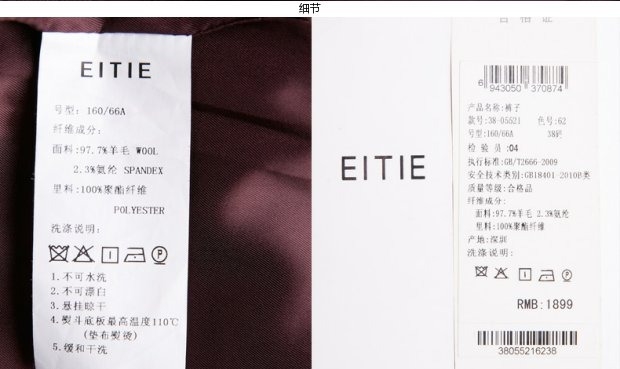 细节
EITIE
号型: 160/66A
纤维成分:
面料:97.7%羊毛 WOOL
2.3%氨纶 SPANDEX
里料:100%聚酯纤维
POLYESTER
洗涤说明:
1.不可水洗
2.不可漂白
3.悬挂晾干
4.熨斗底板最高温度110℃
(垫布熨烫)
5.缓和干洗
EITIE
合格证
6 943050 370874
产品名称:裤子
款号:38-05521 色号:62
号型:160/66A 38码
检 验 员:04
执行标准:GB/T2666-2009
安全技术类别:GB18401-2010B类
质量等级:合格品
纤维成分:
面料:97.7%羊毛 2.3%氨纶
里料:100%聚酯纤维
产地:深圳
洗涤说明:
RMB:1899
38055216238